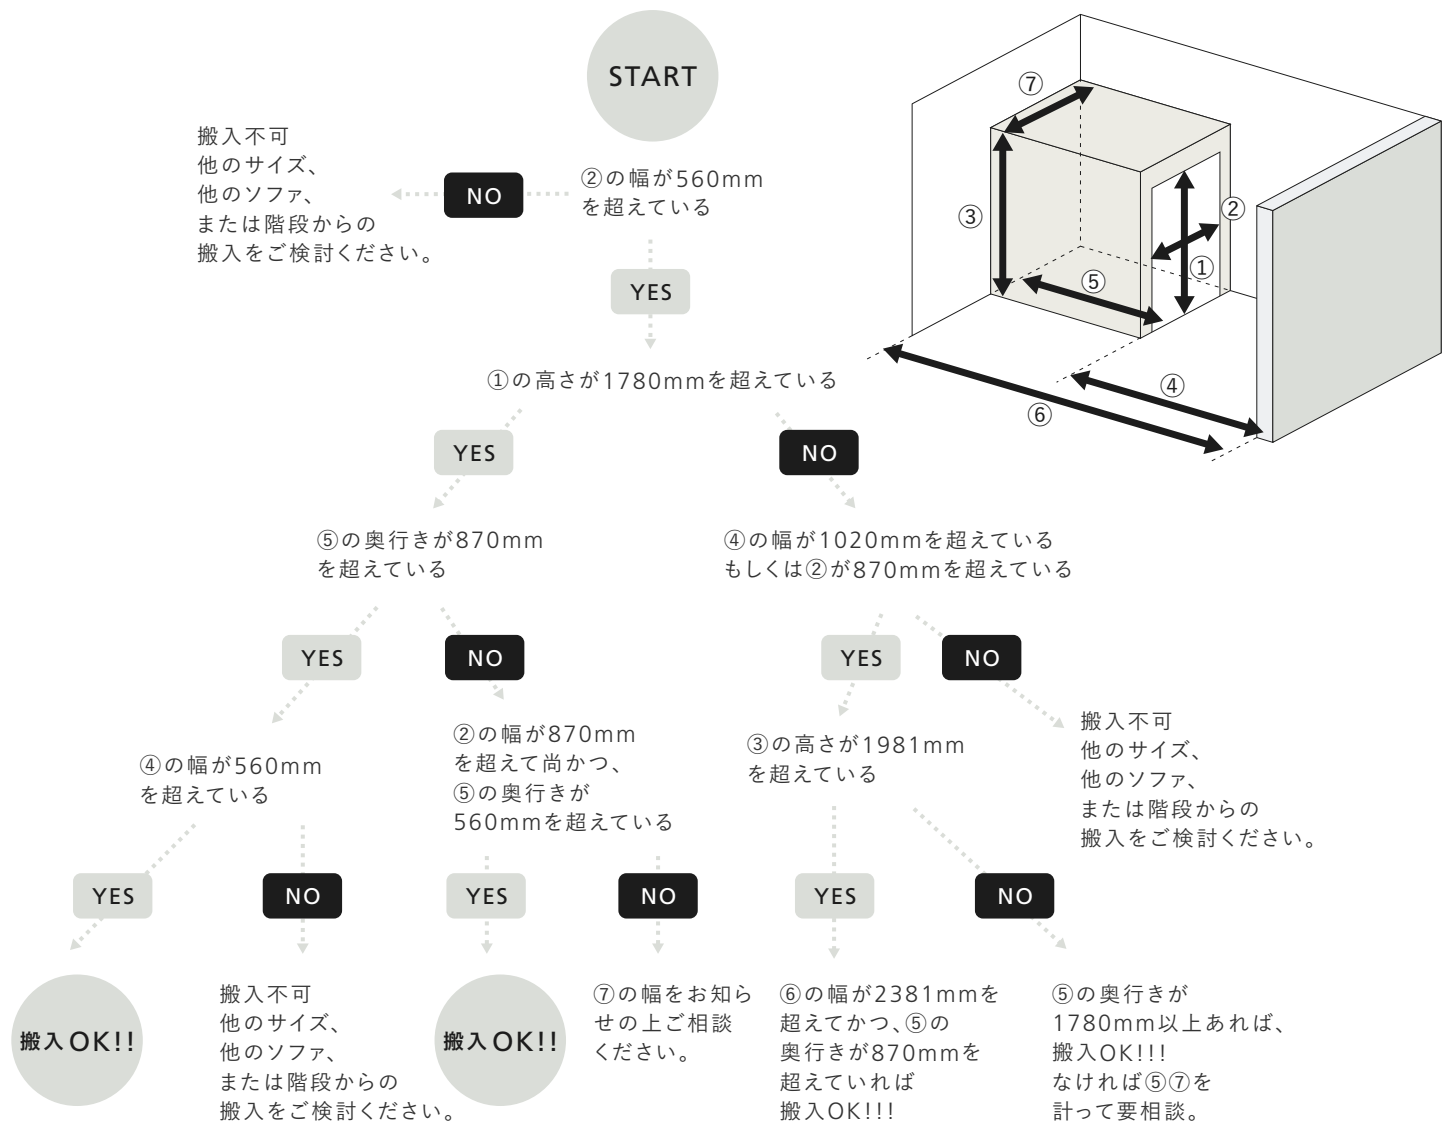 START
②の幅が560mm
を超えている
NO
搬入不可
他のサイズ、
他のソファ、
または階段からの
搬入をご検討ください。
YES
①の高さが1780mmを超えている
YES
NO
⑤の奥行きが870mm
を超えている
④の幅が1020mmを超えている
もしくは②が870mmを超えている
YES
NO
YES
NO
④の幅が560mm
を超えている
②の幅が870mm
を超えて尚かつ、
⑤の奥行きが
560mmを超えている
③の高さが1981mm
を超えている
搬入不可
他のサイズ、
他のソファ、
または階段からの
搬入をご検討ください。
YES
NO
YES
NO
YES
NO
搬入OK!!
搬入不可
他のサイズ、
他のソファ、
または階段からの
搬入をご検討ください。
搬入OK!!
⑦の幅をお知ら
せの上ご相談
ください。
⑥の幅が2381mmを
超えてかつ、⑤の
奥行きが870mmを
超えていれば
搬入OK!!!
⑤の奥行きが
1780mm以上あれば、
搬入OK!!!
なければ⑤⑦を
計って要相談。
⑦
③
②
①
⑤
④
⑥